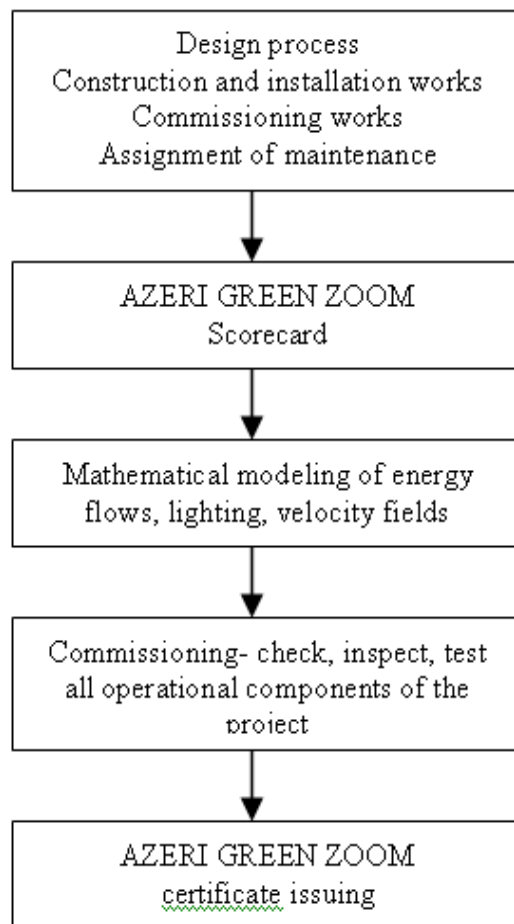 Design process
Construction and installation works
Commissioning works
Assignment of maintenance
AZERI GREEN ZOOM
Scorecard
Mathematical modeling of energy
flows, lighting, velocity fields
Commissioning- check, inspect, test
all operational components of the
project
AZERI GREEN ZOOM
certificate issuing